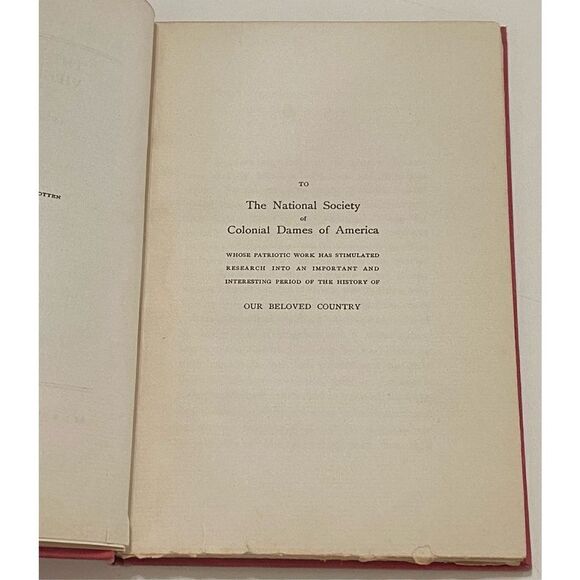 OTTEN
TO
The National Society
of
Colonial Dames of America
WHOSE PATRIOTIC WORK HAS STIMULATED
RESEARCH INTO AN IMPORTANT AND
INTERESTING PERIOD OF THE HISTORY OF
OUR BELOVED COUNTRY